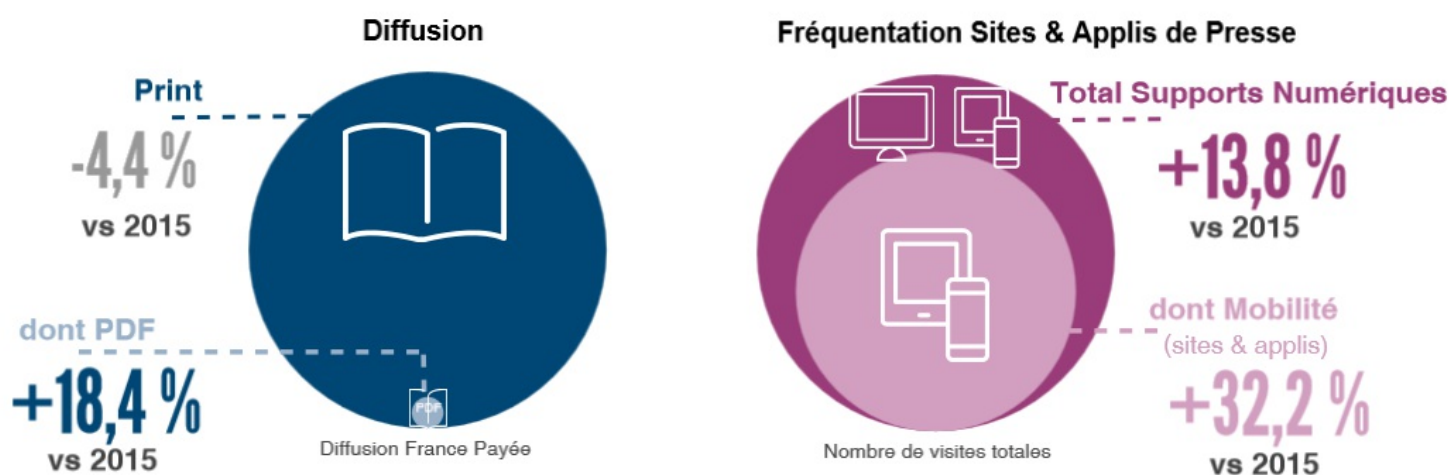 Diffusion
Print
-4,4 %
vs 2015
dont PDF
+18,4 %
vs 2015
PDF
Diffusion France Payée
Fréquentation Sites & Applis de Presse
Total Supports Numériques
+13,8 %
vs 2015
dont Mobilité
(sites & applis)
+32,2 %
vs 2015
Nombre de visites totales